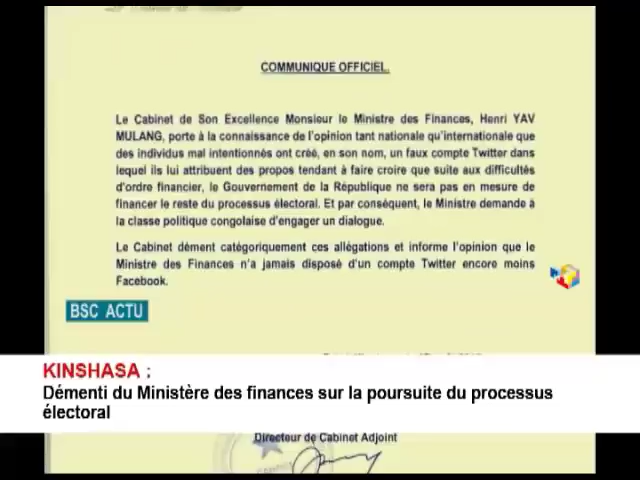 COMMUNIQUE OFFICIEL.
Le Cabinet de Son Excellence Monsieur le Ministre des Finances, Henri YAV
MULANG, porte à la connaissance de l'opinion tant nationale qu'internationale que
des individus mal intentionnés ont créé, en son nom, un faux compte Twitter dans
lequel ils lui attribuent des propos tendant à faire croire que suite aux difficultés
d'ordre financier, le Gouvernement de la République ne sera pas en mesure de
financer le reste du processus électoral. Et par conséquent, le Ministre demande à
la classe politique congolaise d'engager un dialogue.
Le Cabinet dément catégoriquement ces allégations et informe l'opinion que le
Ministre des Finances n'a jamais disposé d'un compte Twitter encore moins
Facebook.
BSC ACTU
KINSHASA :
Démenti du Ministère des finances sur la poursuite du processus
électoral
Directeur de Cabinet Adjoint